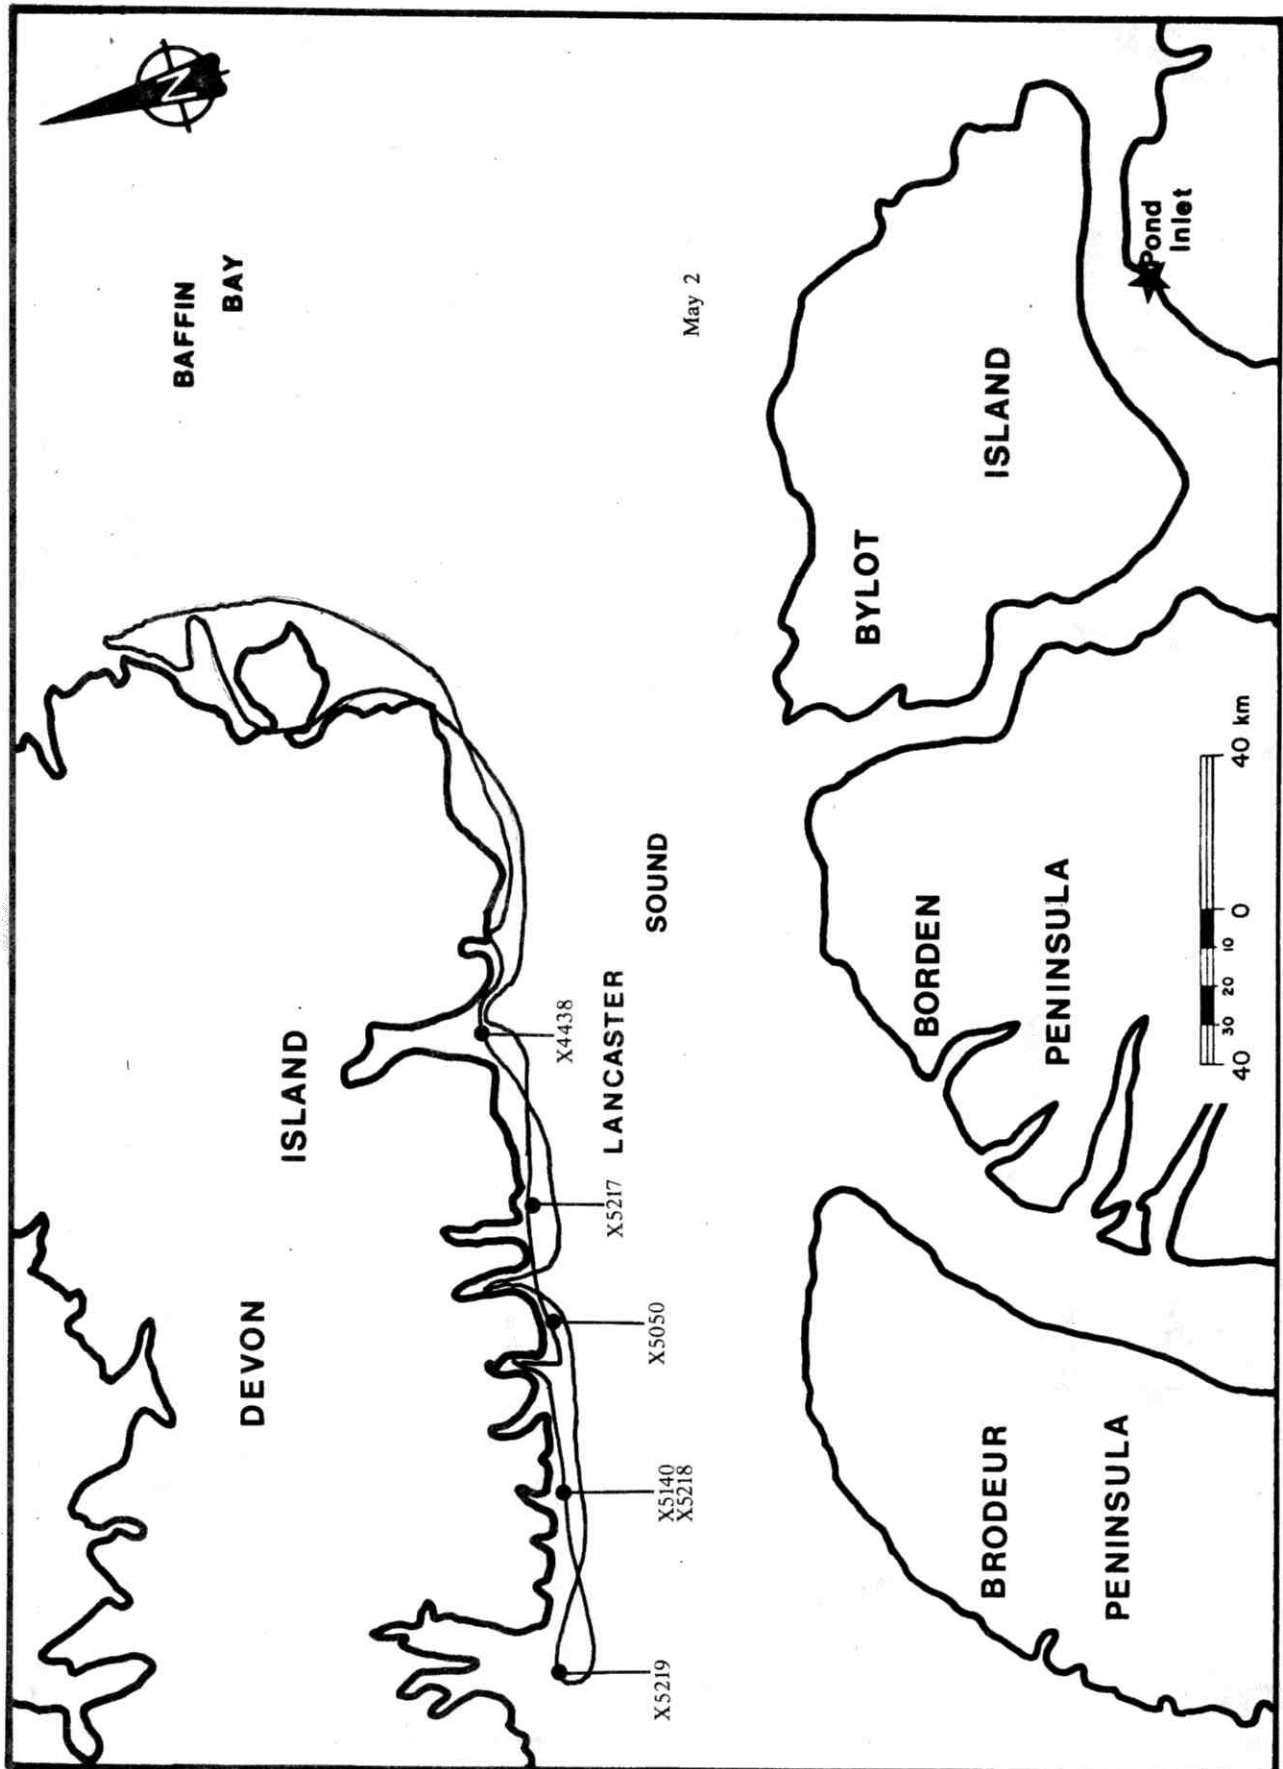 N
BAFFIN
BAY
May 2
Pond
Inlet
BYLOT
ISLAND
DEVON
ISLAND
LANCASTER
SOUND
X4438
X5217
X5050
X5140
X5218
X5219
BORDEN
PENINSULA
BRODEUR
PENINSULA
40 30 20 10 0 40 km